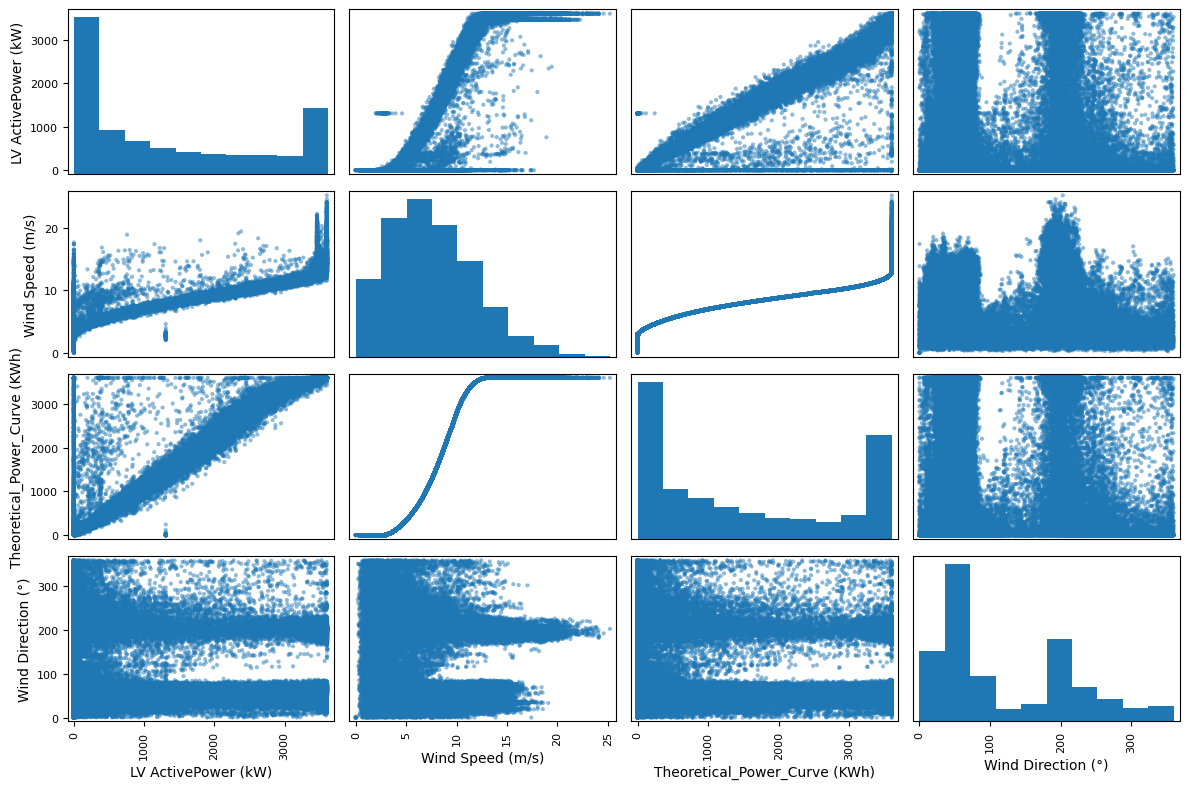 LV ActivePower (kW)
3000
2000
1000
0
Wind Speed (m/s)
20
10
0
Theoretical_Power_Curve (KWh)
3000
2000
1000
0
Wind Direction (°)
300
200
100
0
0 1000 2000 3000 0 5 10 15 20 25 0 1000 2000 3000 0 100 200 300
LV ActivePower (kW) Wind Speed (m/s) Theoretical_Power_Curve (KWh) Wind Direction (°)